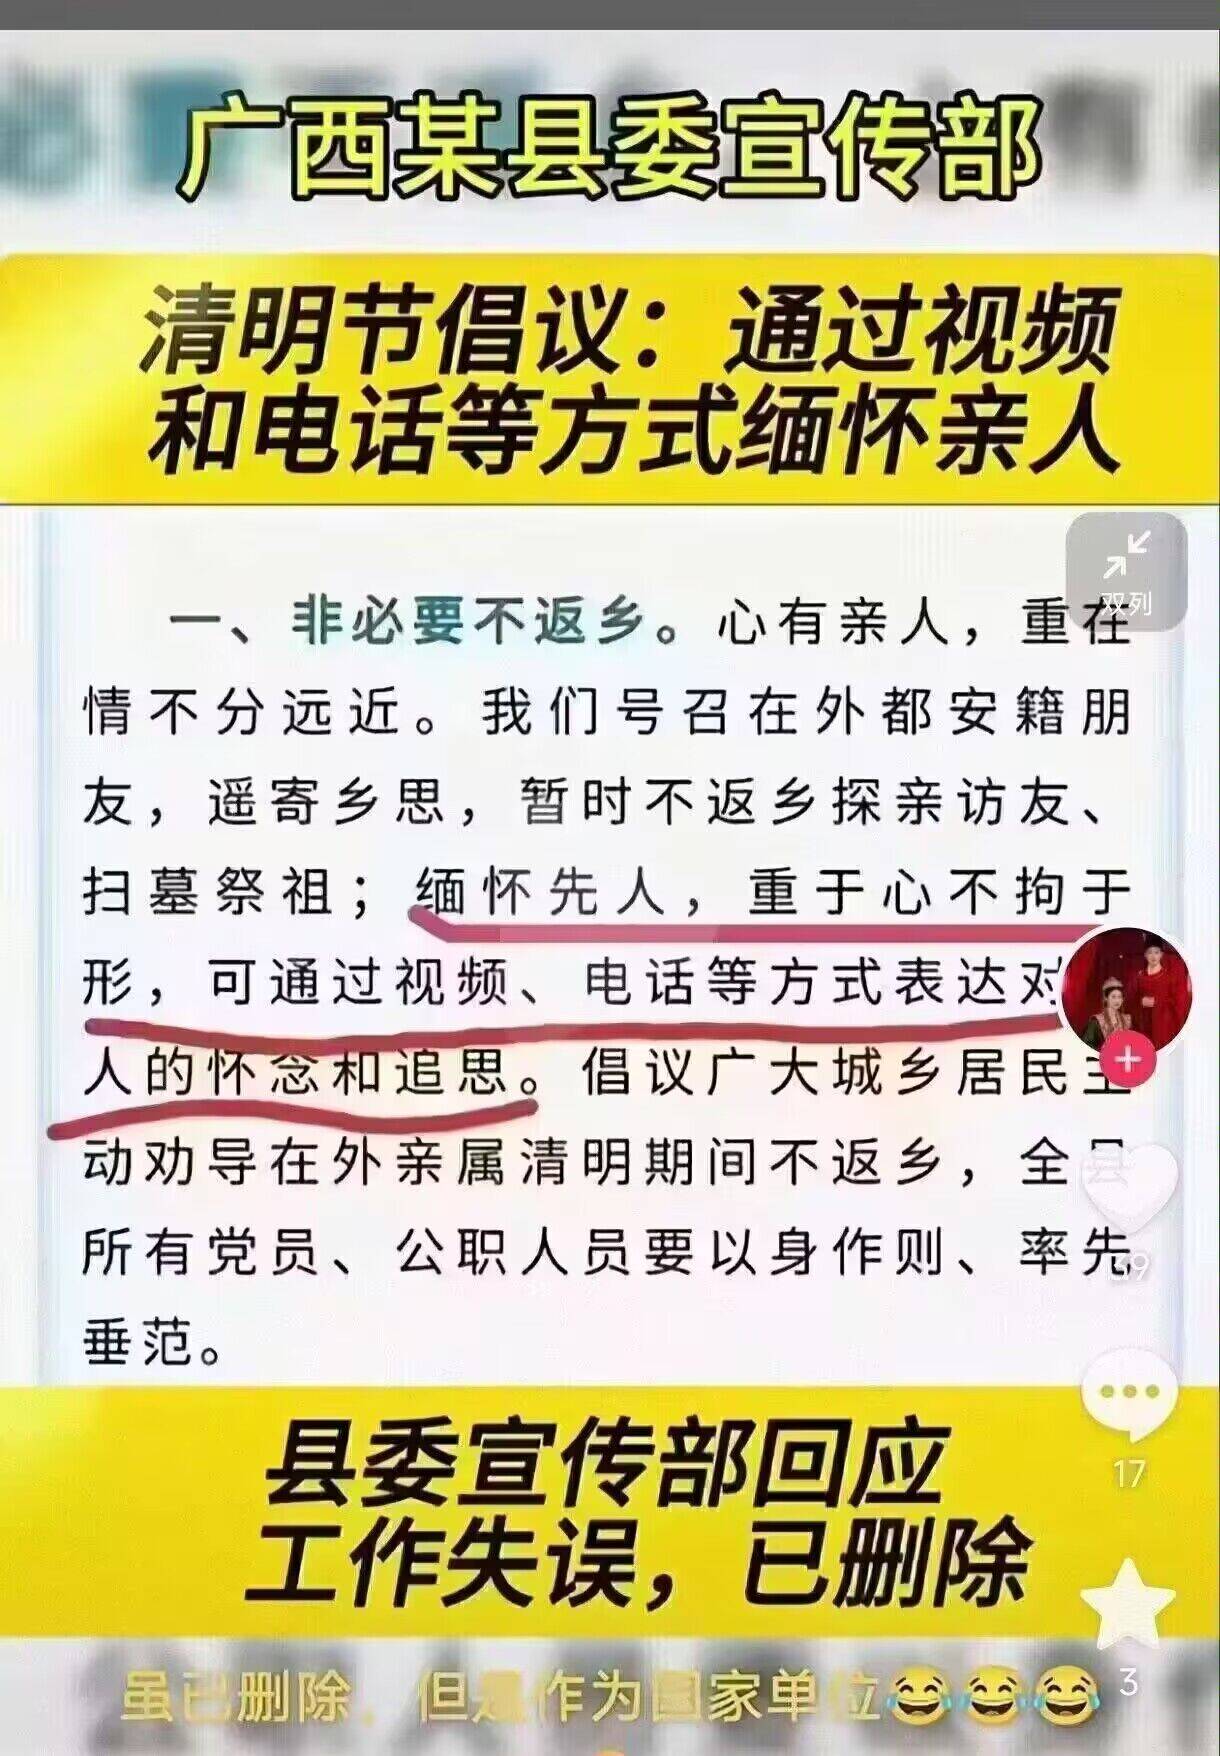 广西某县委宣传部
清明节倡议：通过视频
和电话等方式缅怀亲人
双列
一、非必要不返乡。心有亲人，重在
情不分远近。我们号召在外都安籍朋
友，遥寄乡思，暂时不返乡探亲访友、
扫墓祭祖；缅怀先人，重于心不拘于
形，可通过视频、电话等方式表达对
人的怀念和追思。倡议广大城乡居民主
动劝导在外亲属清明期间不返乡，全县
所有党员、公职人员要以身作则、率先
垂范。
39
17
县委宣传部回应
工作失误，已删除
3
虽已删除，但是作为国家单位😂😂😂